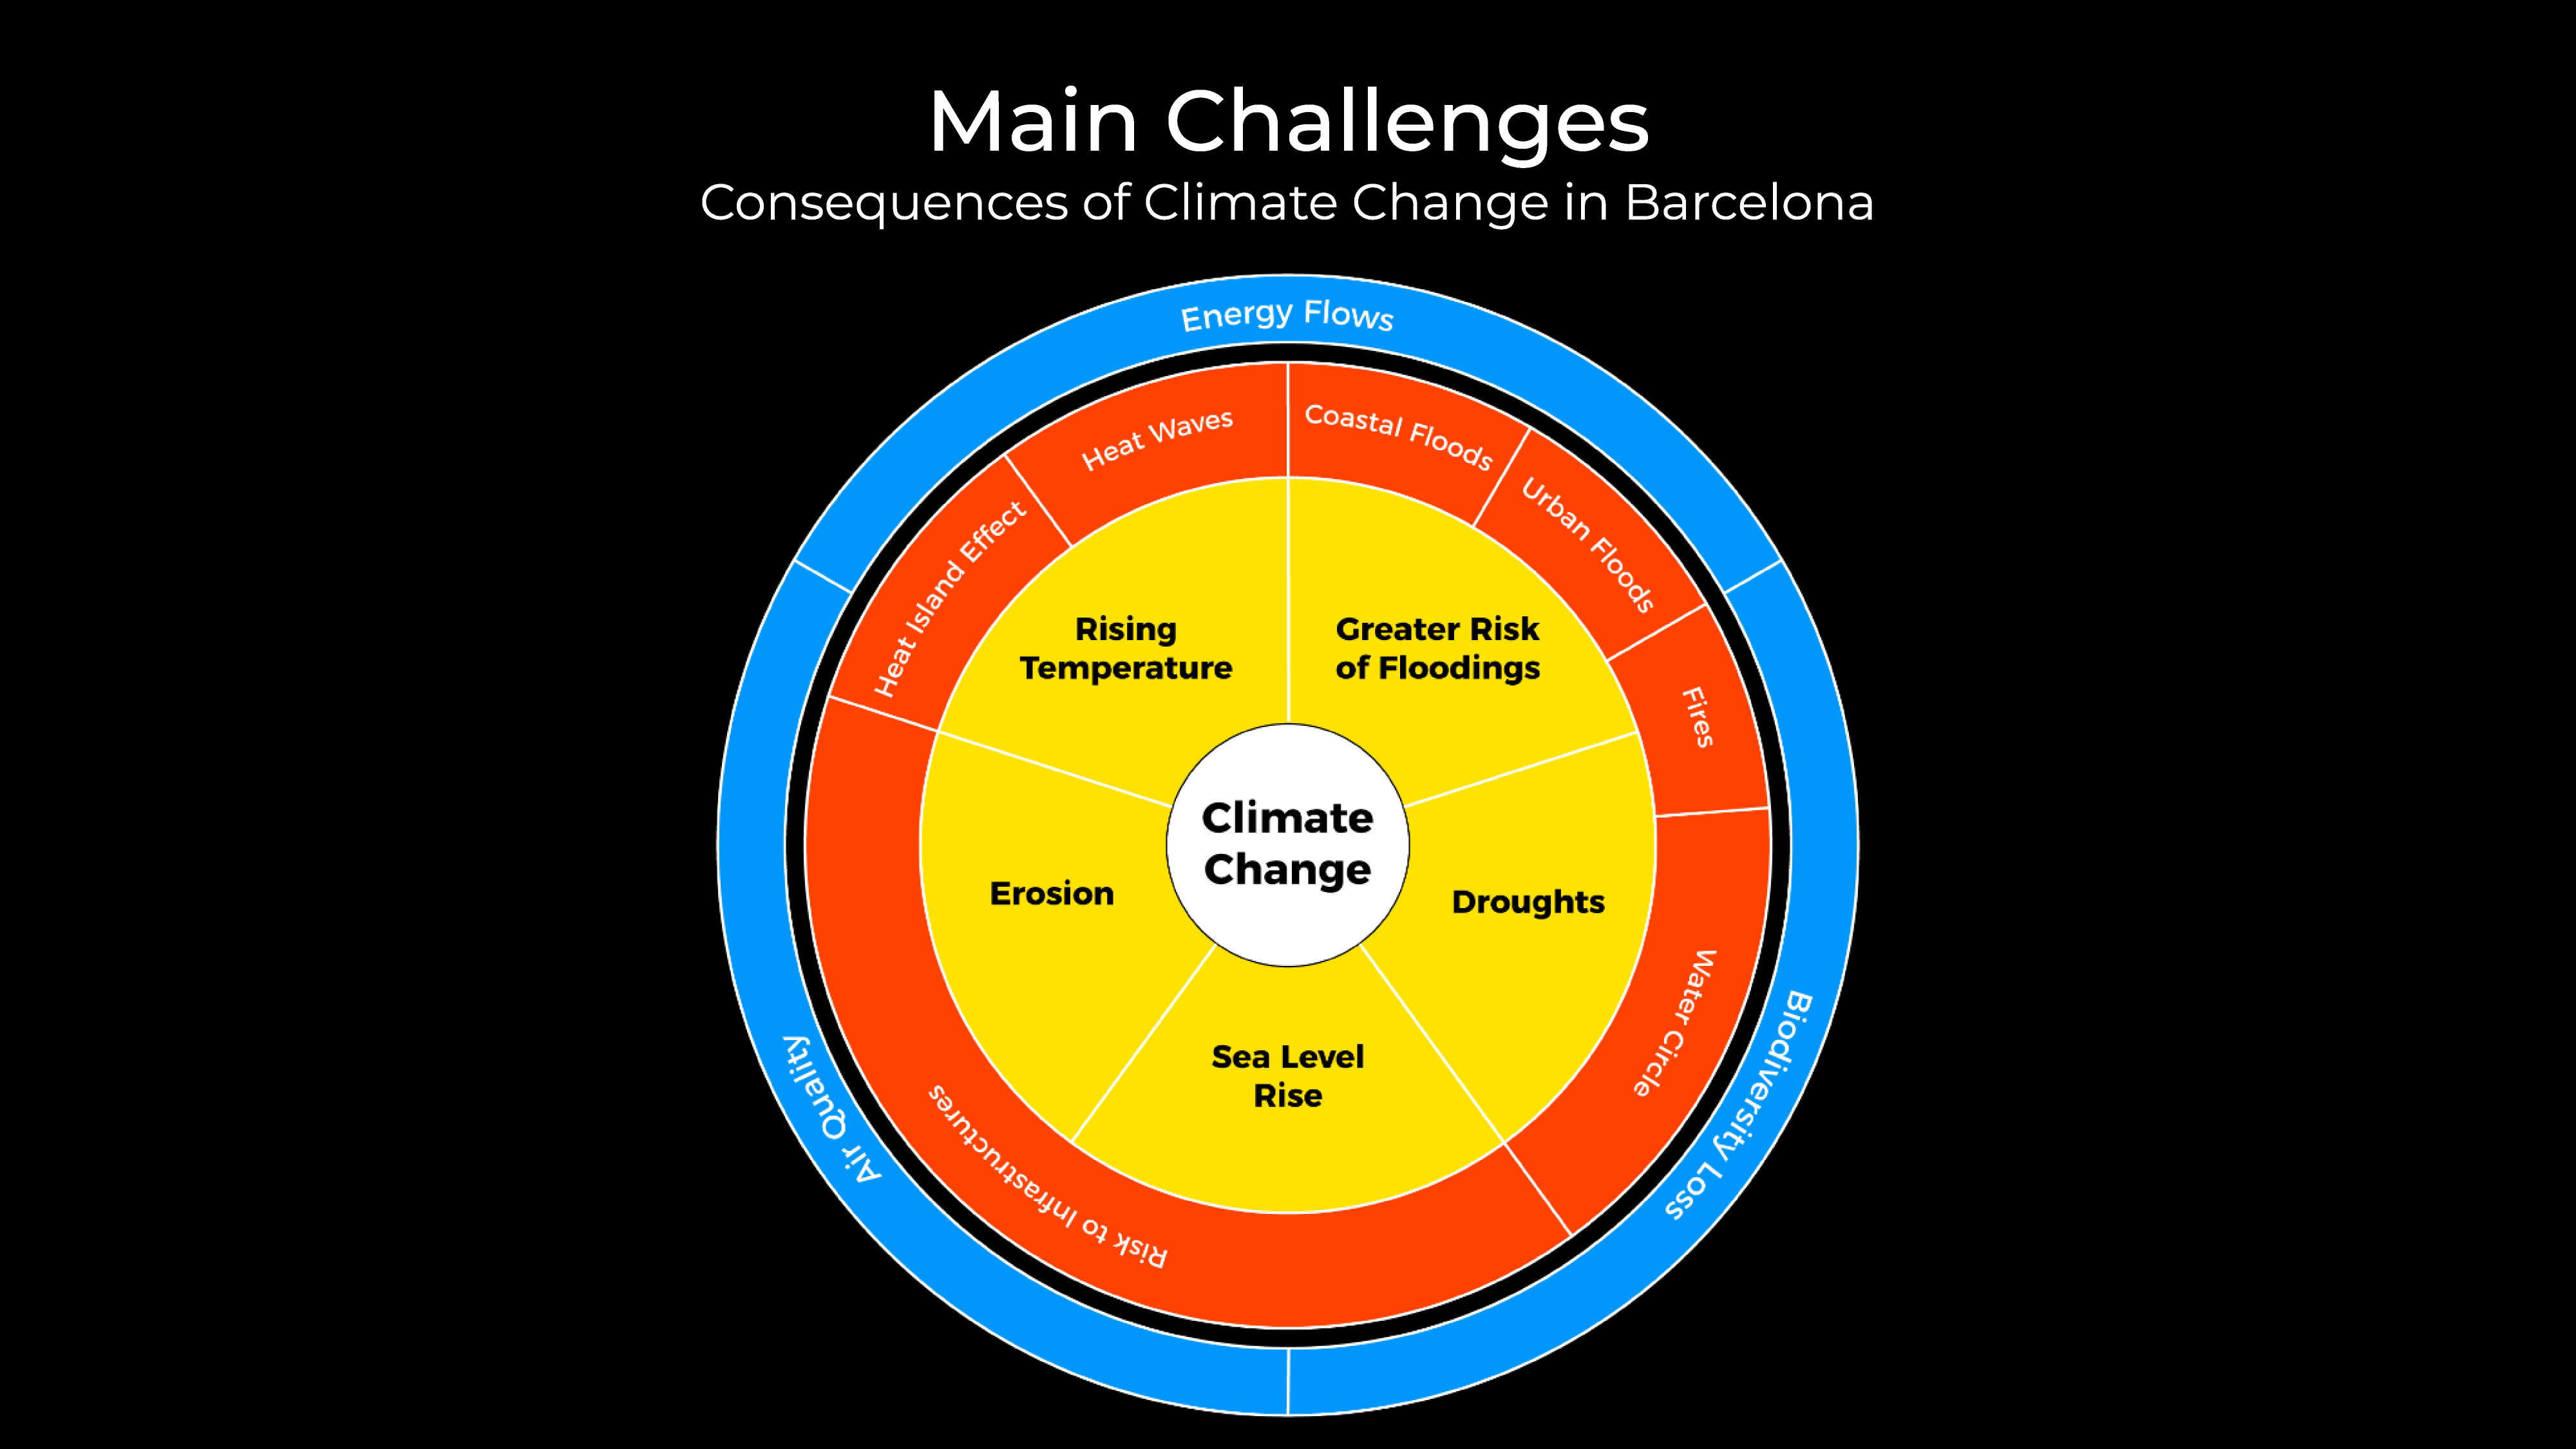 Main Challenges
Consequences of Climate Change in Barcelona
Energy Flows
Heat Waves
Coastal Floods
Heat Island Effect
Urban Floods
Fires
Rising
Temperature
Greater Risk
of Floodings
Climate
Change
Erosion
Droughts
Sea Level
Rise
Water Circle
Risk to Infrastructures
Air Quality
Biodiversity Loss